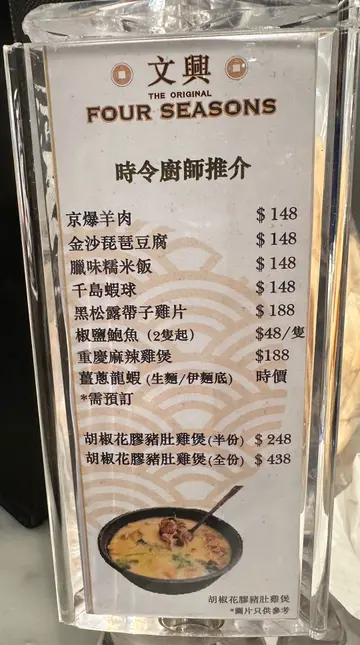 文興
THE ORIGINAL
FOUR SEASONS
時令廚師推介
京爆羊肉 $148
金沙琵琶豆腐 $148
臘味糯米飯 $148
千島蝦球 $148
黑松露帶子雞片 $188
椒鹽鮑魚 (2隻起) $48/隻
重慶麻辣雞煲 $188
薑蔥龍蝦 (生麵/伊麵底) 時價
*需預訂
胡椒花膠豬肚雞煲(半份) $248
胡椒花膠豬肚雞煲(全份) $438
胡椒花膠豬肚雞煲
*圖片只供參考